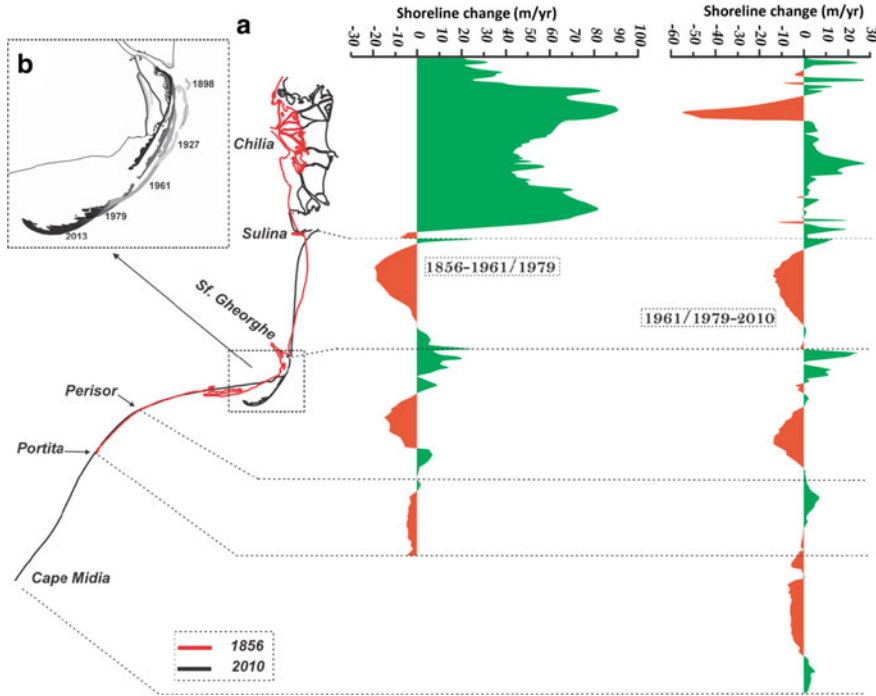 b
1898
1927
1961
1979
2013
a
Shoreline change (m/yr)
-30 -20 -10 0 10 20 30 40 50 60 70 80 90 100
Shoreline change (m/yr)
-60 -50 -40 -30 -20 -10 0 10 20 30
Chilia
Sulina
1856-1961/1979
Sf. Gheorghe
1961/1979-2010
Perisor
Portita
Cape Midia
1856
2010